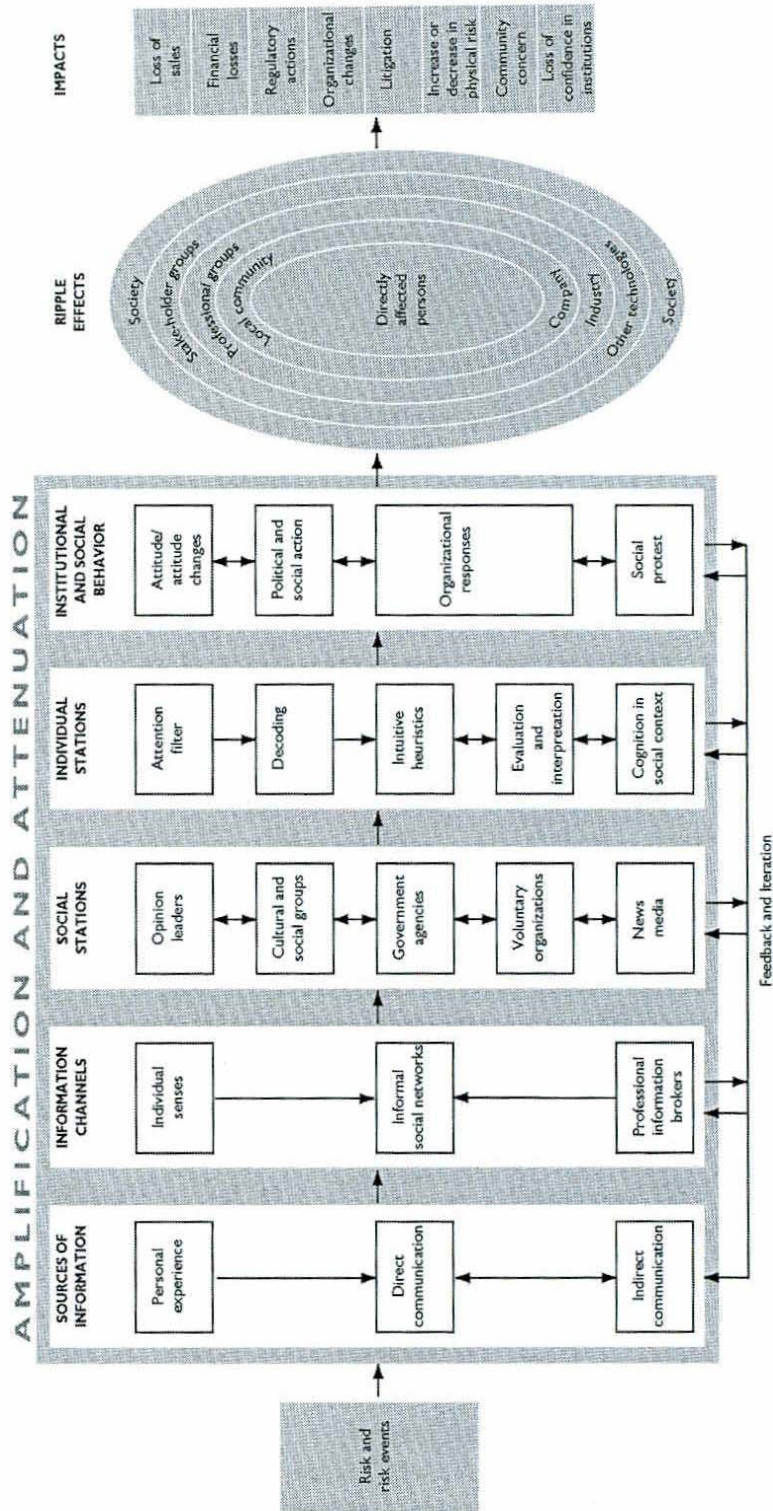 AMPLIFICATION AND ATTENUATION
Risk and
risk events
SOURCES OF
INFORMATION
Personal
experience
Direct
communication
Indirect
communication
INFORMATION
CHANNELS
Individual
senses
Informal
social networks
Professional
information
brokers
SOCIAL
STATIONS
Opinion
leaders
Cultural and
social groups
Government
agencies
Voluntary
organizations
News
media
INDIVIDUAL
STATIONS
Attention
filter
Decoding
Intuitive
heuristics
Evaluation
and
interpretation
Cognition in
social context
INSTITUTIONAL
AND SOCIAL
BEHAVIOR
Attitude/
attitude
changes
Political and
social action
Organizational
responses
Social
protest
Feedback and Iteration
RIPPLE
EFFECTS
Society
Stake-holder groups
Professional groups
Local community
Directly
affected
persons
Company
Industry
Other technologies
Society
IMPACTS
Loss of
sales
Financial
losses
Regulatory
actions
Organizational
changes
Litigation
Increase or
decrease in
physical risk
Community
concern
Loss of
confidence in
institutions